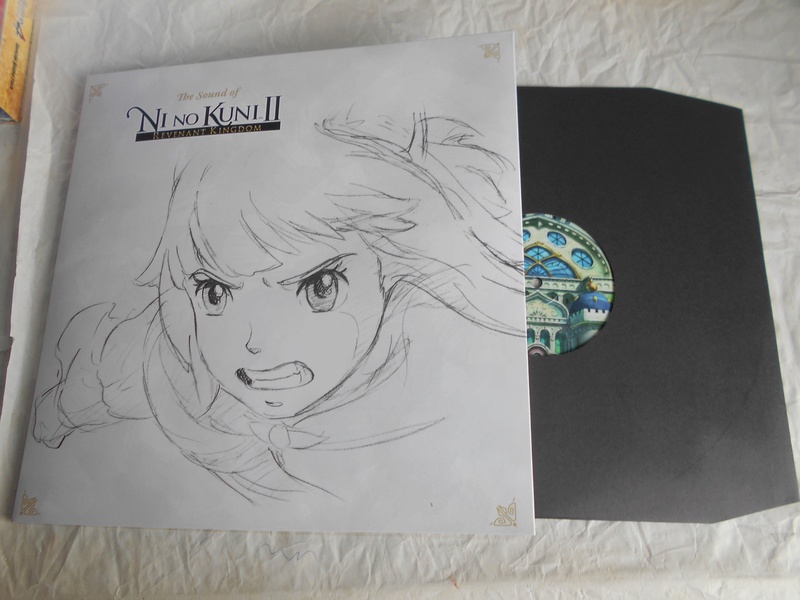 The Sound of
NI NO KUNI II
REVENANT KINGDOM